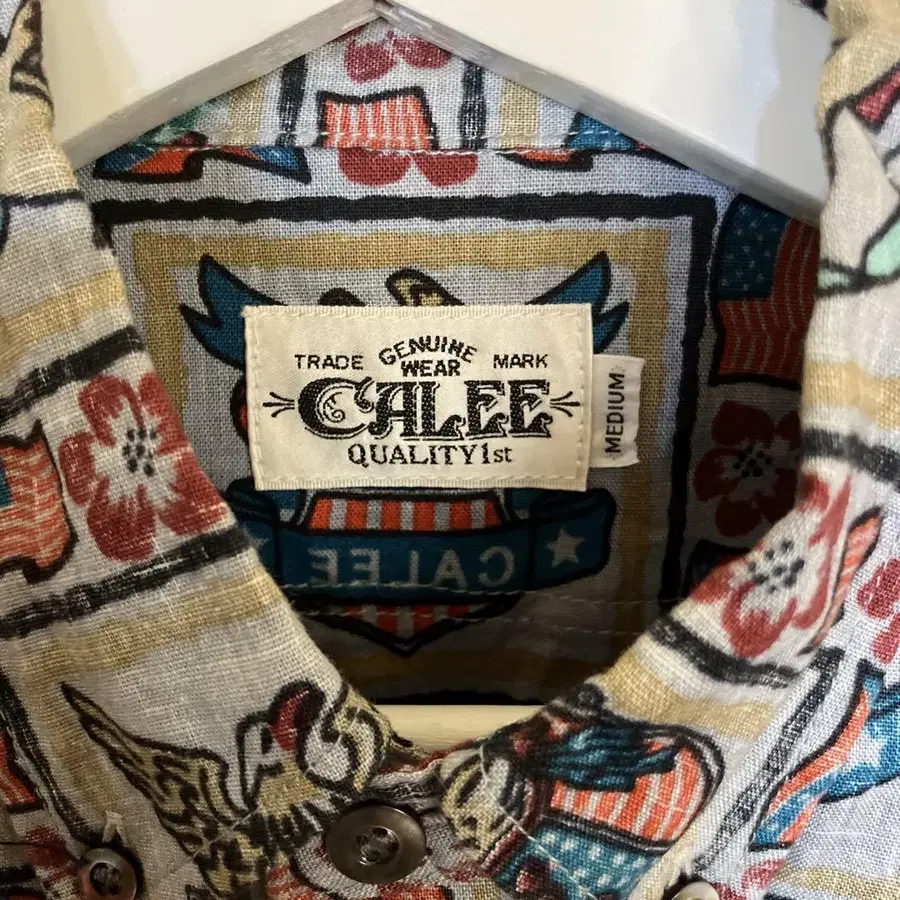 TRADE GENUINE WEAR MARK
CALEE
QUALITY 1st
MEDIUM
CALEE